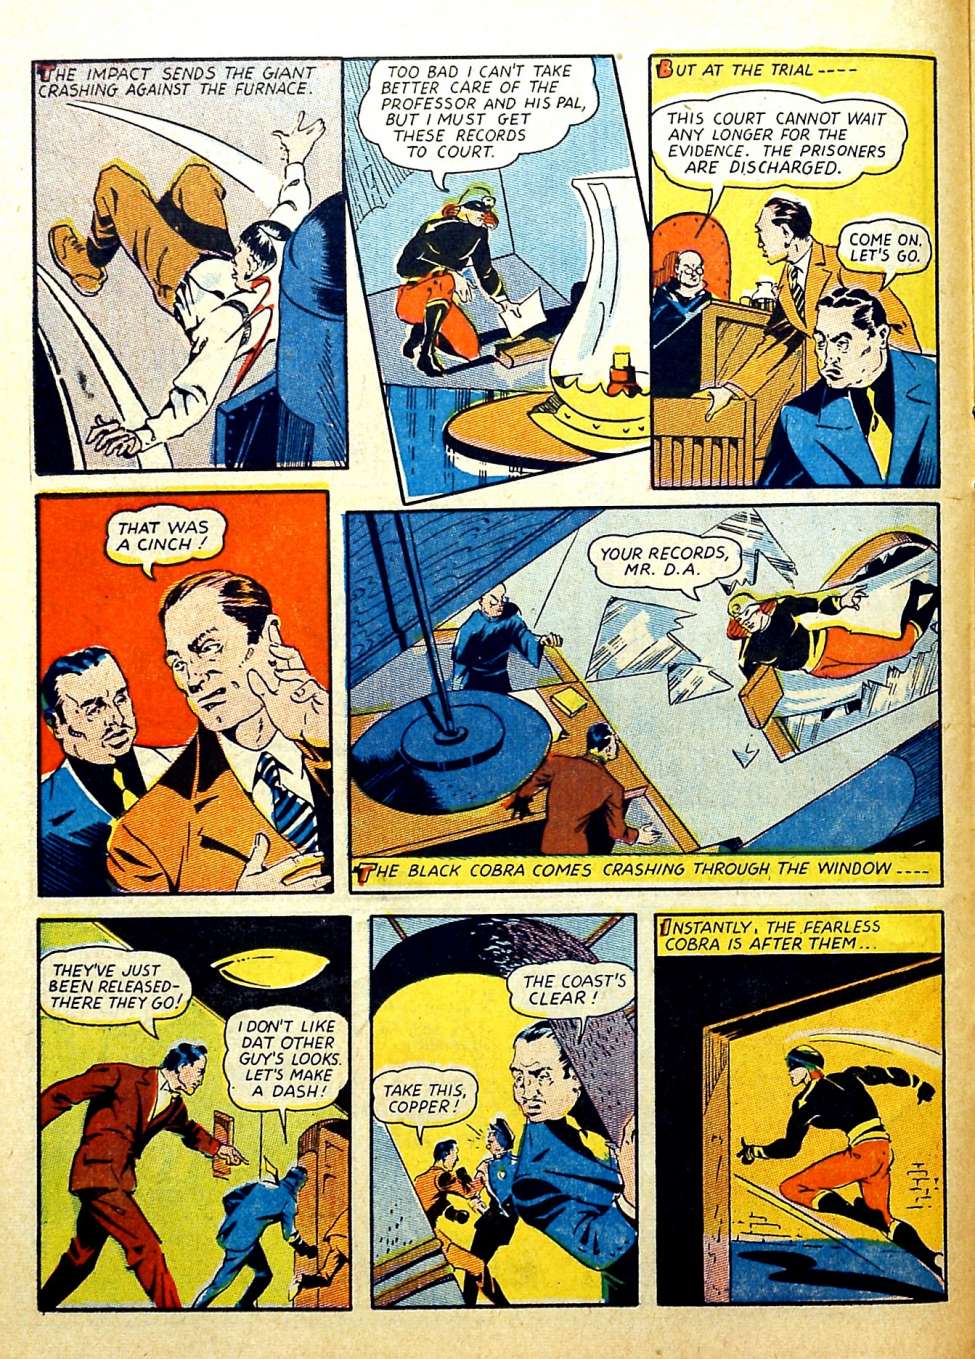 THE IMPACT SENDS THE GIANT
CRASHING AGAINST THE FURNACE.
TOO BAD I CAN'T TAKE
BETTER CARE OF THE
PROFESSOR AND HIS PAL,
BUT I MUST GET
THESE RECORDS
TO COURT.
BUT AT THE TRIAL----
THIS COURT CANNOT WAIT
ANY LONGER FOR THE
EVIDENCE. THE PRISONERS
ARE DISCHARGED.
COME ON.
LET'S GO.
THAT WAS
A CINCH!
YOUR RECORDS,
MR. D.A.
THE BLACK COBRA COMES CRASHING THROUGH THE WINDOW----
THEY'VE JUST
BEEN RELEASED-
THERE THEY GO!
I DON'T LIKE
DAT OTHER
GUY'S LOOKS.
LET'S MAKE
A DASH!
THE COAST'S
CLEAR!
TAKE THIS,
COPPER!
INSTANTLY, THE FEARLESS
COBRA IS AFTER THEM...